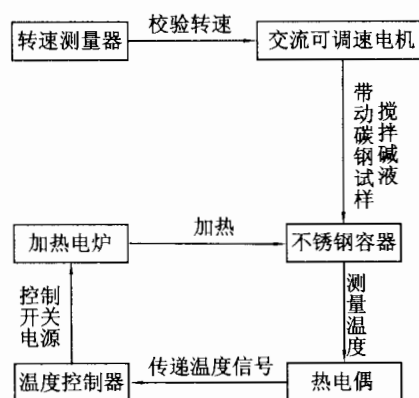 校验转速
转速测量器
交流可调速电机
带动碳钢试样
搅拌碱液
加热
加热电炉
不锈钢容器
控制
开关
电源
测量温度
传递温度信号
温度控制器
热电偶